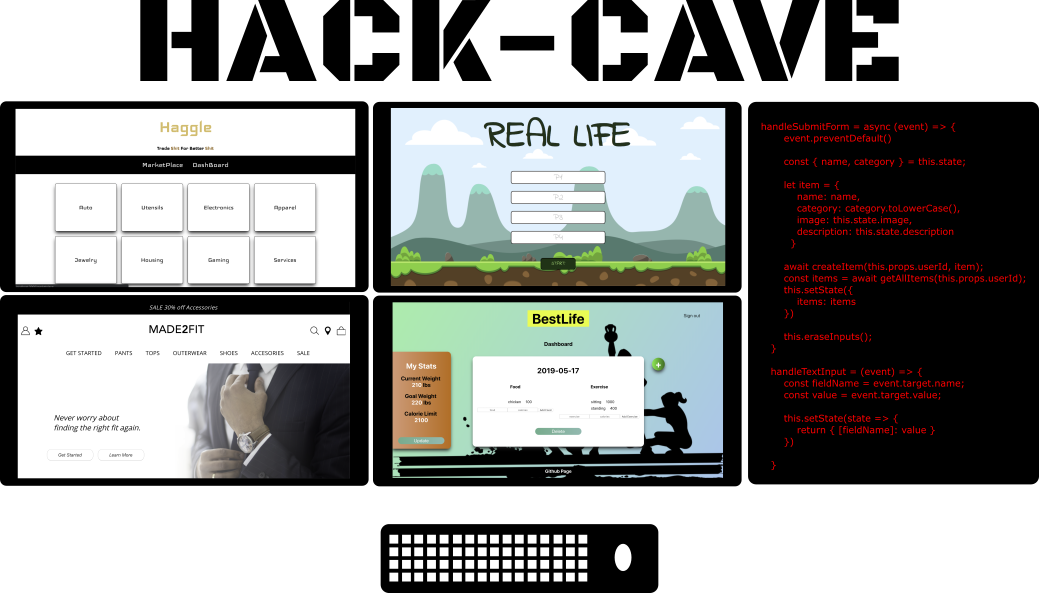 HACK-CAVE
Haggle
Trade Shit For Better Shit
MarketPlace DashBoard
Auto Utensils Electronics Apparel
Jewelry Housing Gaming Services
REAL LIFE
P1
P2
P3
P4
START
handleSubmitForm = async (event) => {
event.preventDefault()
const { name, category } = this.state;
let item = {
name: name,
category: category.toLowerCase(),
image: this.state.image,
description: this.state.description
}
await createItem(this.props.userId, item);
const items = await getAllItems(this.props.userId);
this.setState({
items: items
})
this.eraseInputs();
}
handleTextInput = (event) => {
const fieldName = event.target.name;
const value = event.target.value;
this.setState(state => {
return { [fieldName]: value }
})
}
SALE 30% off Accessories
MADE2FIT
GET STARTED PANTS TOPS OUTERWEAR SHOES ACCESORIES SALE
Never worry about
finding the right fit again.
Get Started Learn More
BestLife
Sign out
Dashboard
My Stats
Current Weight
210 lbs
Goal Weight
220 lbs
Calorie Limit
2100
Update
2019-05-17
Food Exercise
chicken 100
sitting 1000
standing 400
Delete
+
Github Page